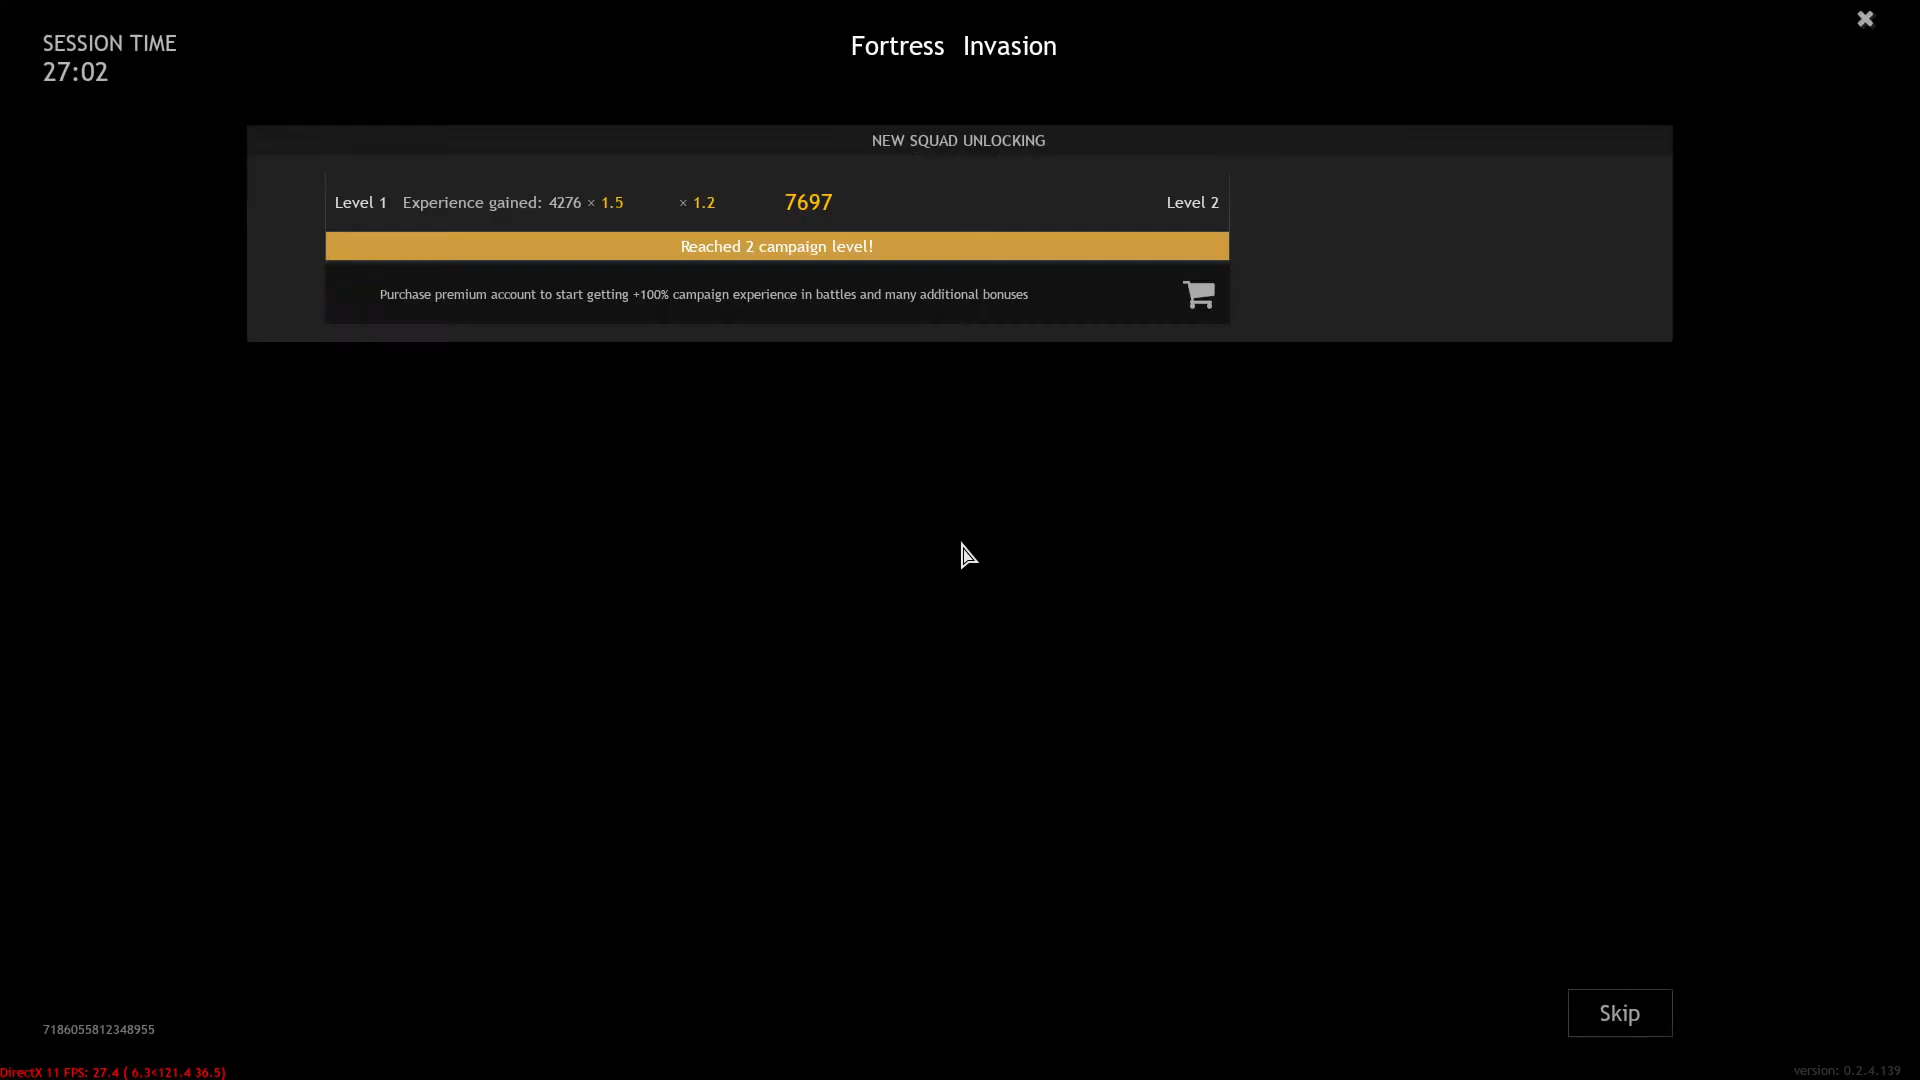 SESSION TIME
27:02
Fortress Invasion
NEW SQUAD UNLOCKING
Level 1 Experience gained: 4276 × 1.5 × 1.2 7697 Level 2
Reached 2 campaign level!
Purchase premium account to start getting +100% campaign experience in battles and many additional bonuses
Skip
7186055812348955
DirectX 11 FPS: 27.4 ( 6.3<121.4 36.5)
version: 0.2.4.139